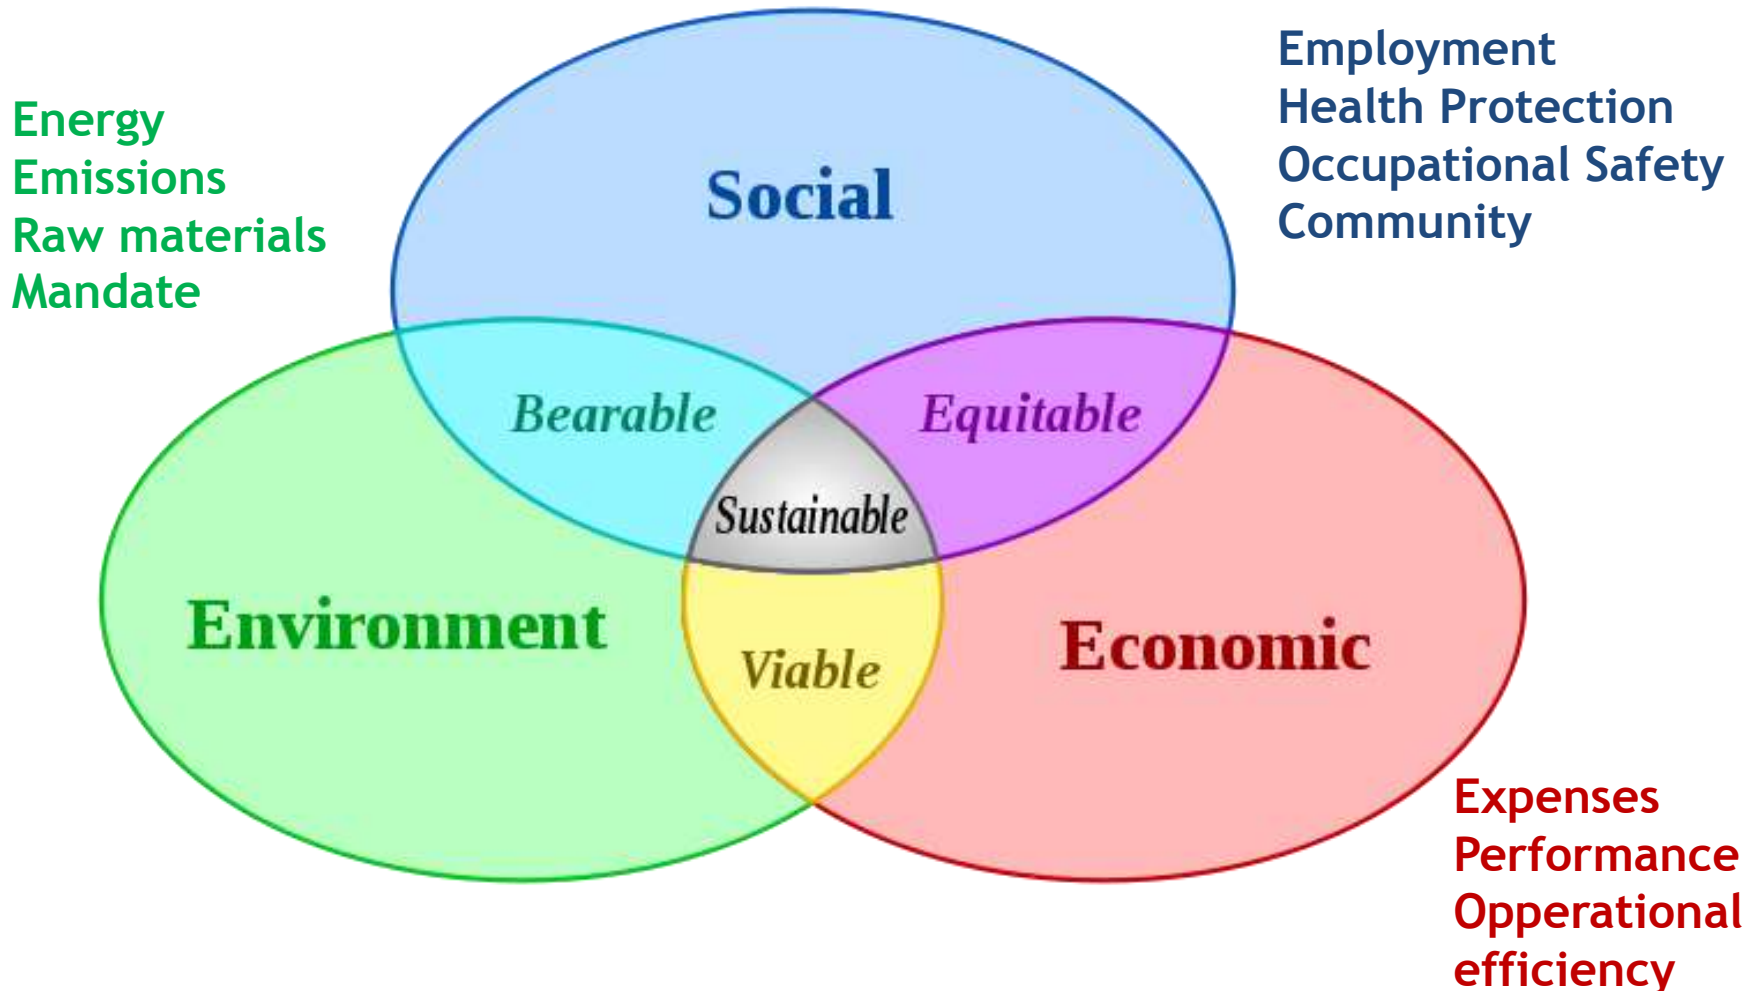 Employment
Health Protection
Occupational Safety
Community
Energy
Emissions
Raw materials
Mandate
Social
Bearable
Equitable
Sustainable
Environment
Economic
Viable
Expenses
Performance
Opperational
efficiency